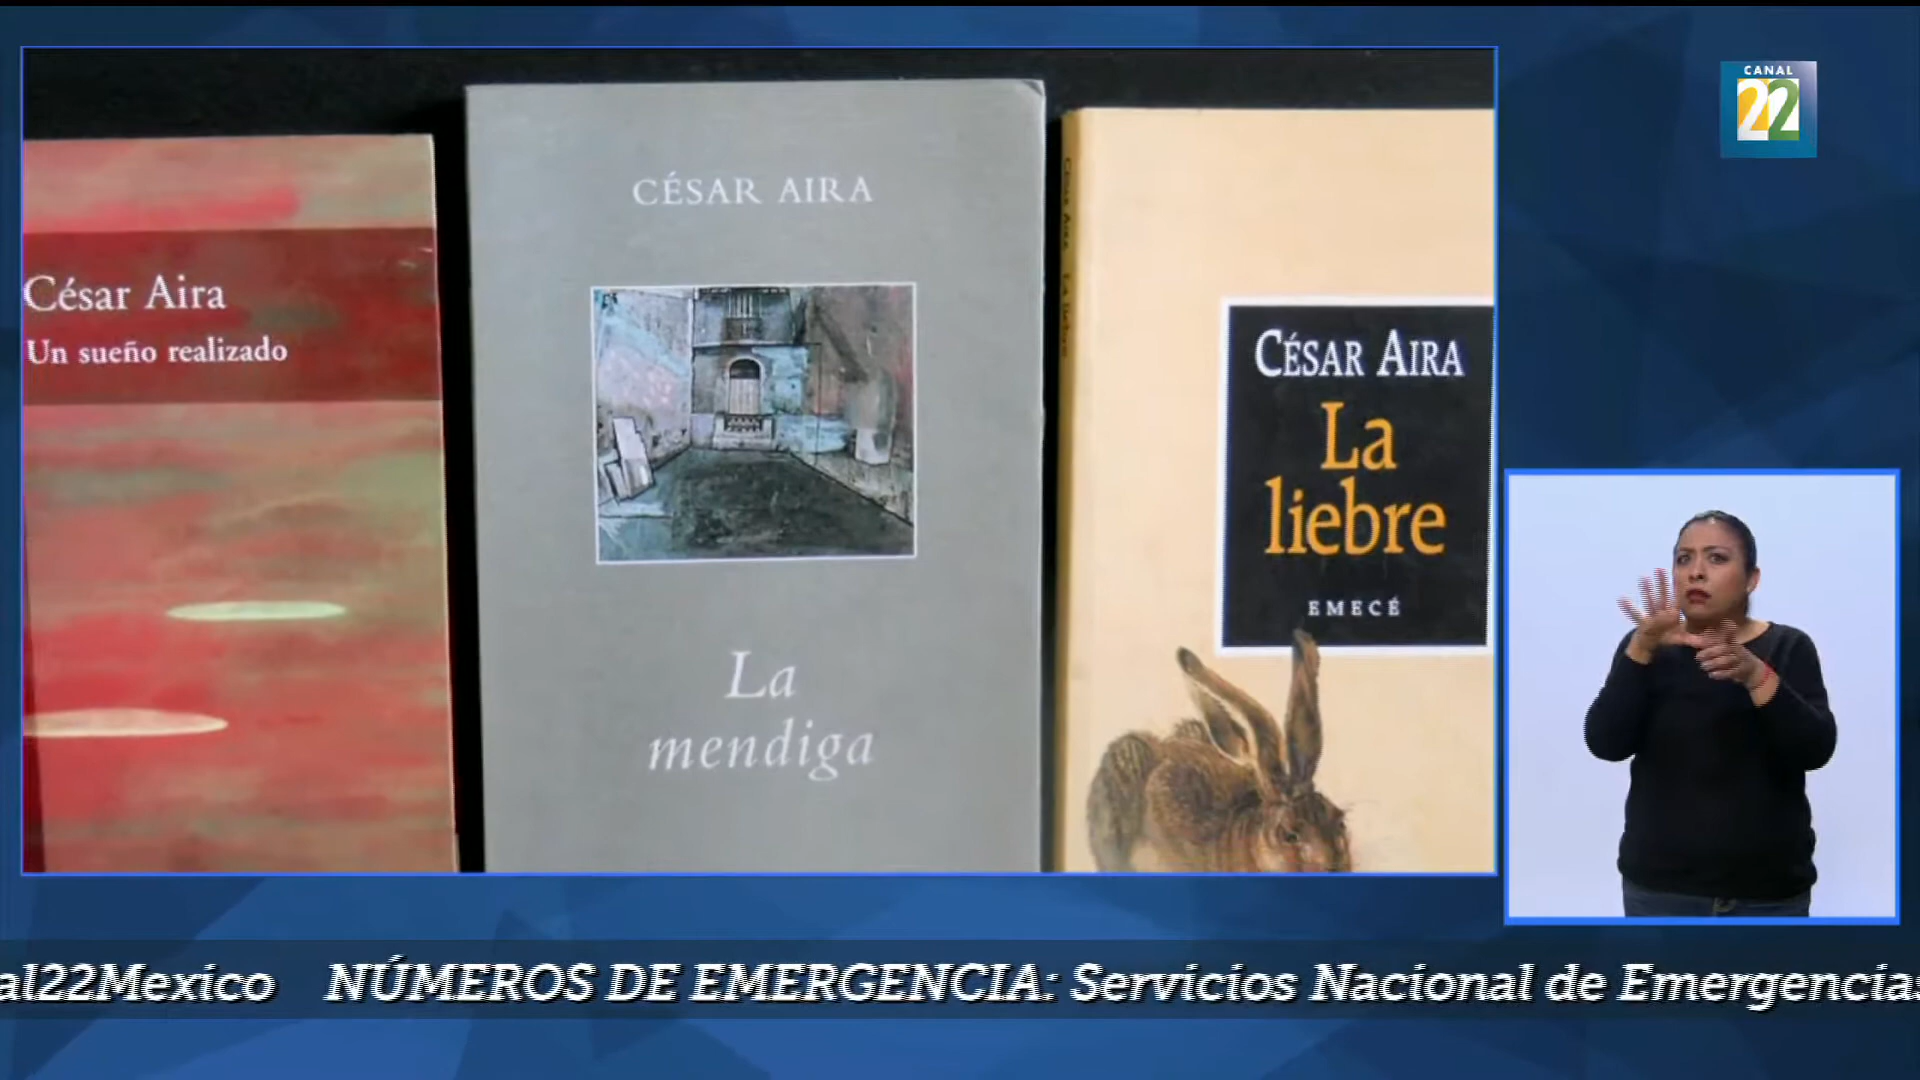 CANAL
22
César Aira
Un sueño realizado
CÉSAR AIRA
La
mendiga
CÉSAR AIRA
La
liebre
EMECÉ
al22Mexico NÚMEROS DE EMERGENCIA: Servicios Nacional de Emergencias